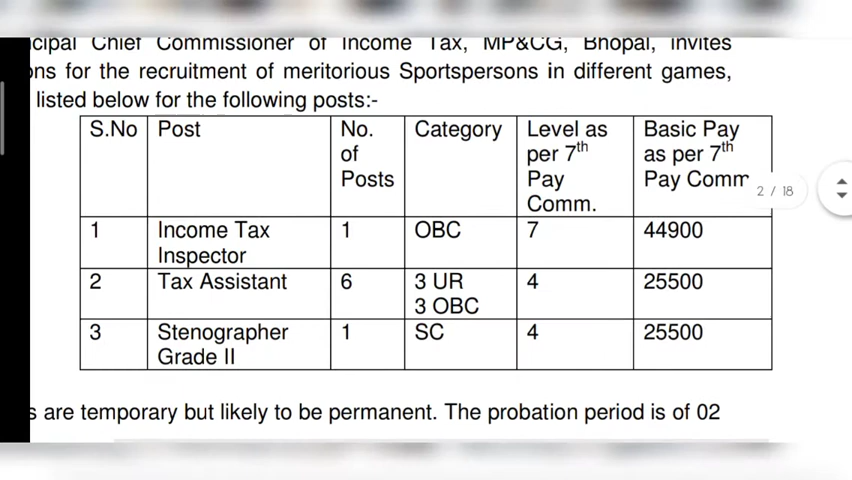 Chief Commissioner of Income Tax, MP&CG, Bhopal, invites
for the recruitment of meritorious Sportspersons in different games,
listed below for the following posts:-
S.No Post No. of Posts Category Level as per 7th Pay Comm. Basic Pay as per 7th Pay Comm
2 / 18
1 Income Tax Inspector 1 OBC 7 44900
2 Tax Assistant 6 3 UR 3 OBC 4 25500
3 Stenographer Grade II 1 SC 4 25500
are temporary but likely to be permanent. The probation period is of 02